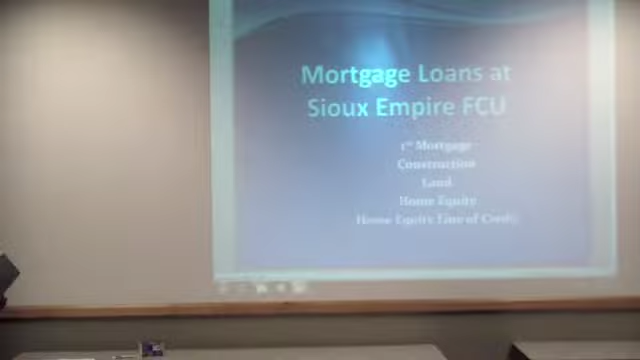 Mortgage Loans at
Sioux Empire FCU
1st Mortgage
Construction
Land
Home Equity
Home Equity Line of Credit